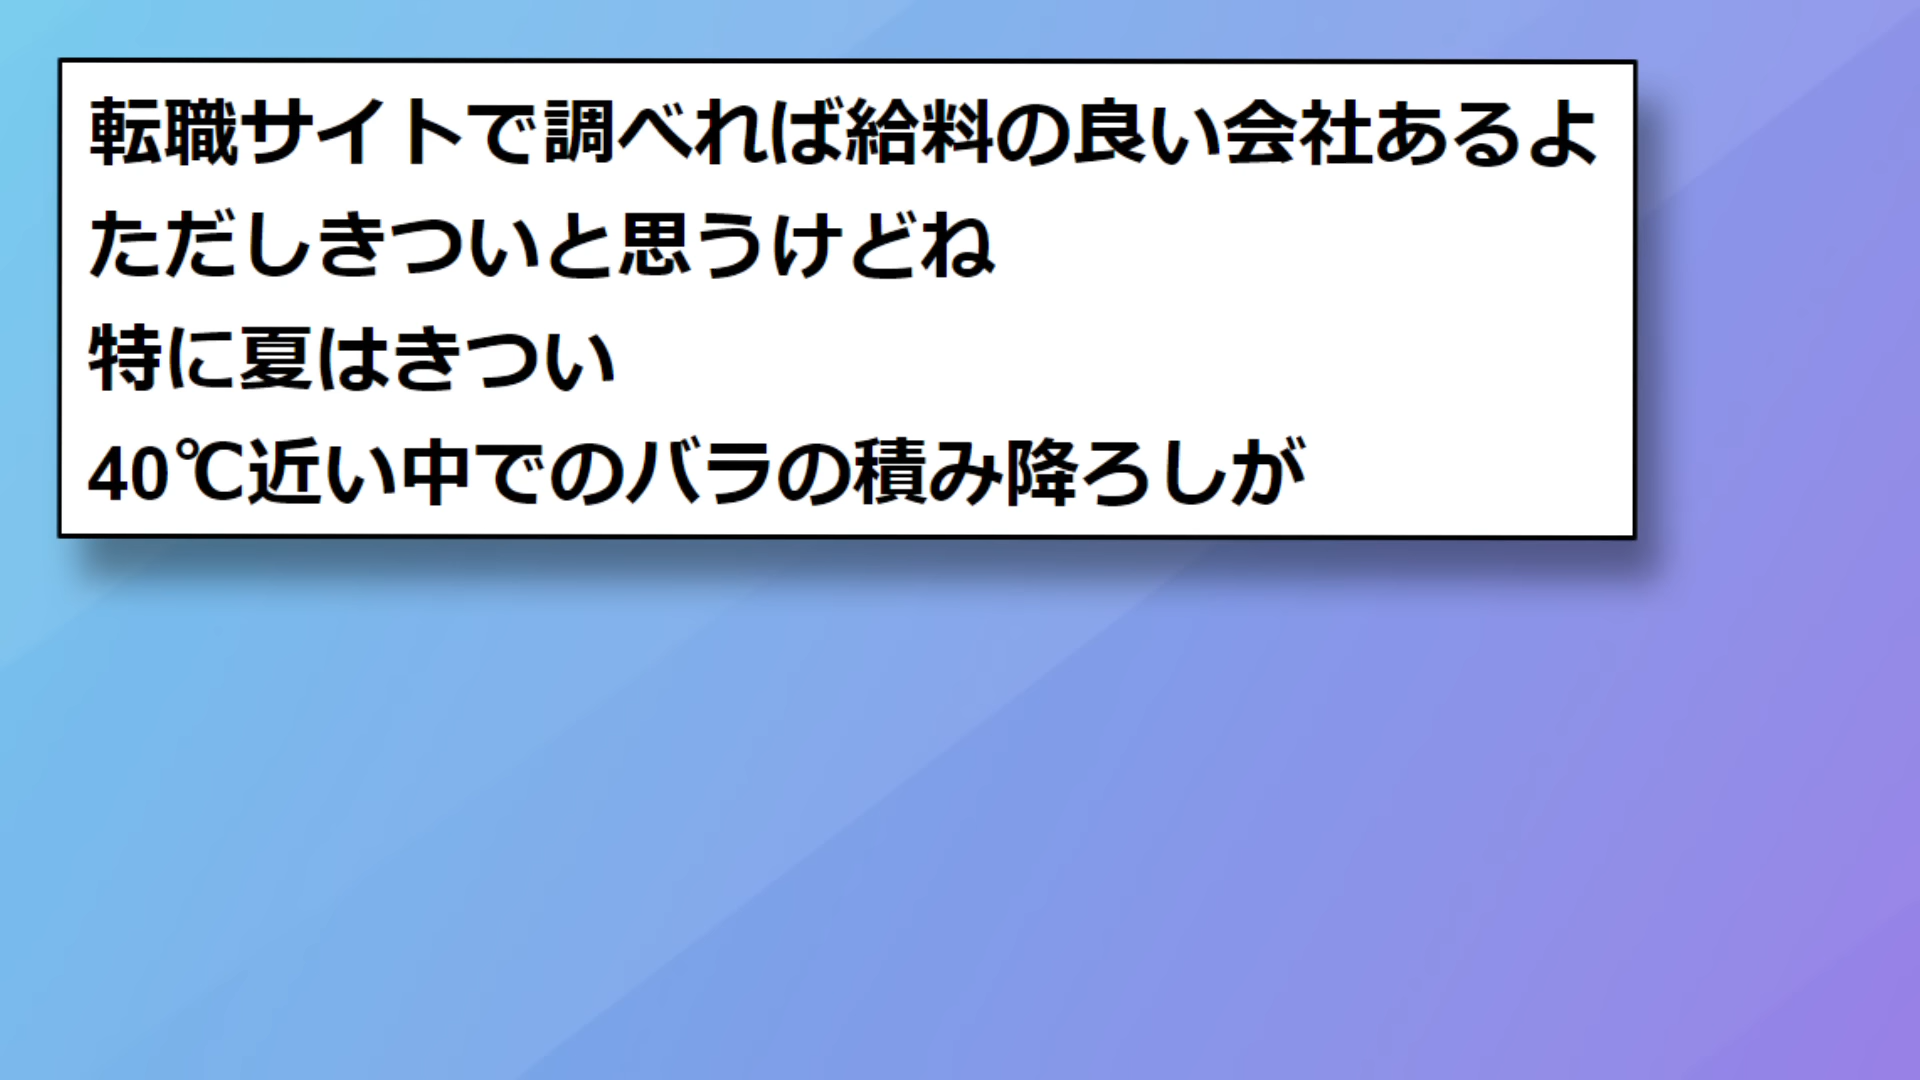 転職サイトで調べれば給料の良い会社あるよ
ただしきついと思うけどね
特に夏はきつい
40℃近い中でのバラの積み降ろしが